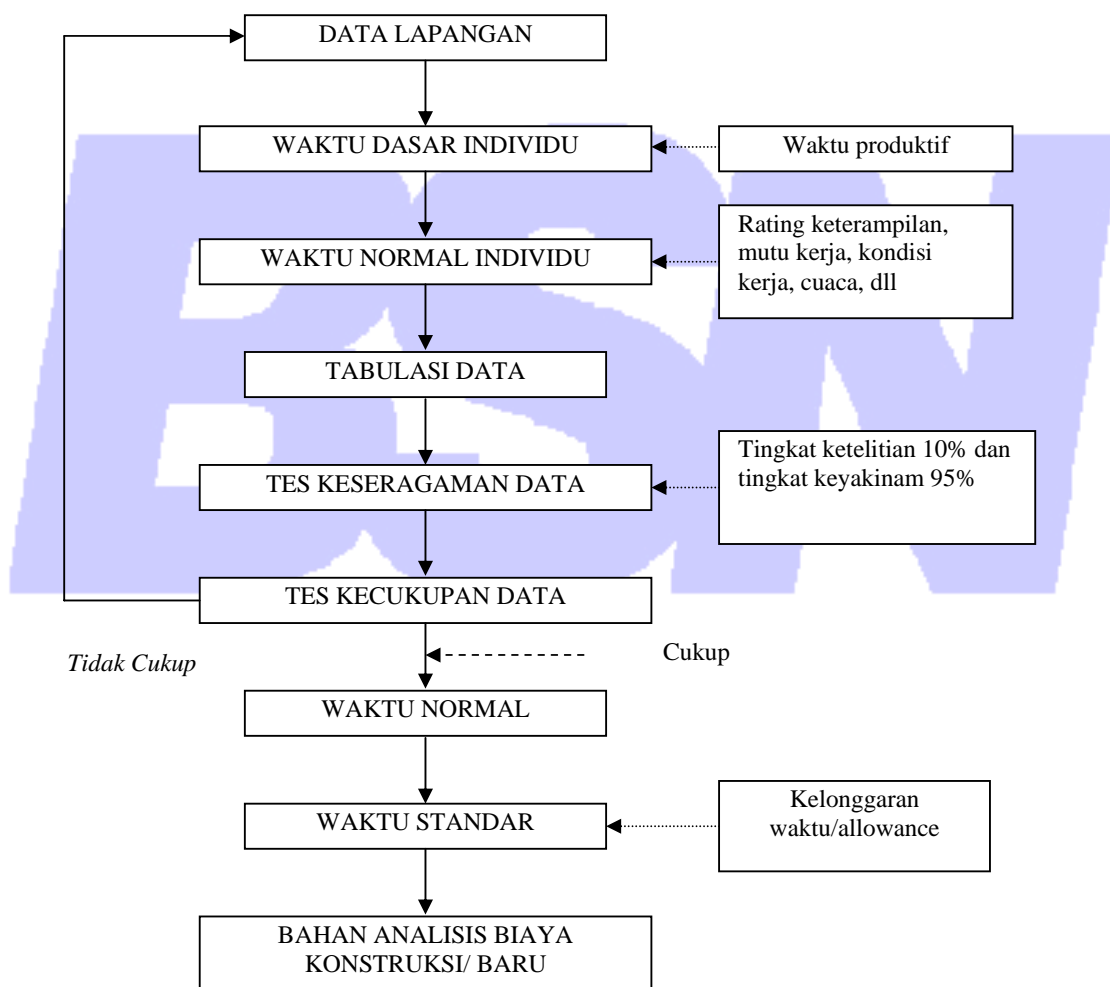 DATA LAPANGAN
WAKTU DASAR INDIVIDU
Waktu produktif
WAKTU NORMAL INDIVIDU
Rating keterampilan,
mutu kerja, kondisi
kerja, cuaca, dll
TABULASI DATA
TES KESERAGAMAN DATA
Tingkat ketelitian 10% dan
tingkat keyakinam 95%
TES KECUKUPAN DATA
Tidak Cukup
Cukup
WAKTU NORMAL
WAKTU STANDAR
Kelonggaran
waktu/allowance
BAHAN ANALISIS BIAYA
KONSTRUKSI/ BARU
BSN